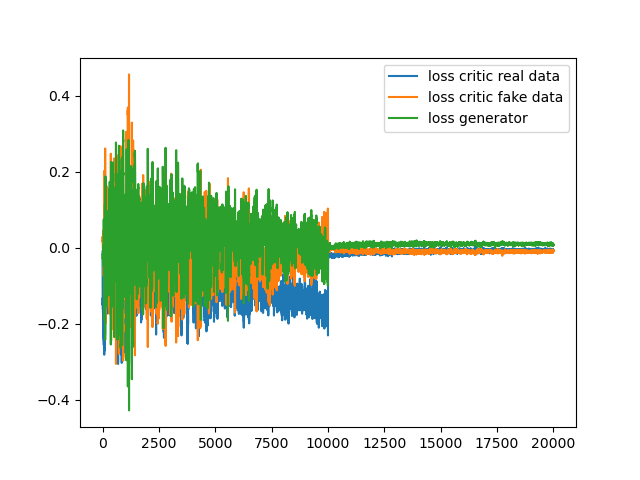 loss critic real data
loss critic fake data
loss generator
0.4
0.2
0.0
−0.2
−0.4
0 2500 5000 7500 10000 12500 15000 17500 20000